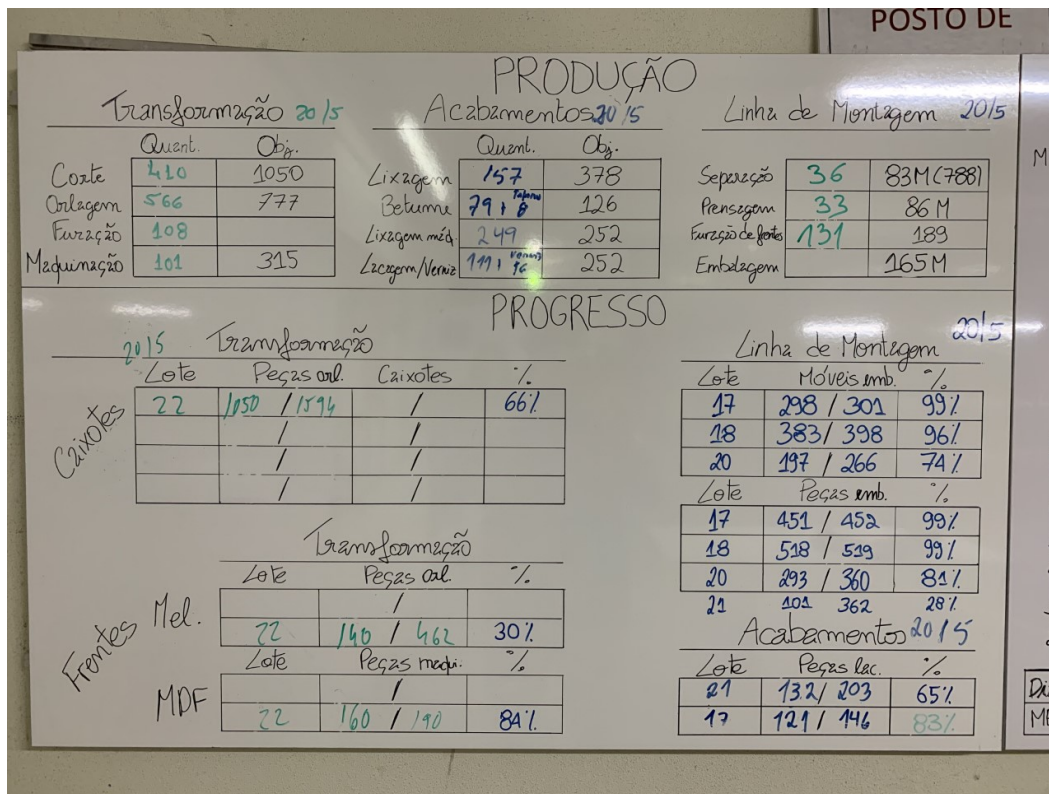 POSTO DE
PRODUÇÃO
Transformação 20/5
Quant. Obj.
Corte 410 1050
Orlagem 566 777
Furação 108
Maquinação 101 315
Acabamentos 20/5
Quant. Obj.
Lixagem 157 378
Betume 79 + 8 126
Lixagem méd. 249 252
Lacagem/Verniz 111 + 252
Linha de Montagem 20/5
Separação 36 83M(788)
Prensagem 33 86M
Furação de fontes 131 189
Embalagem 165M
PROGRESSO
20/5 Transformação
Lote Peças orl. Caixotes %
Caixotes
22 1050 / 1594 / 66%
/ /
/ /
/ /
Transformação
Lote Peças orl. %
Frentes
Mel.
/
22 140 / 462 30%
Lote Peças maqui. %
MDF
/
22 160 / 190 84%
Linha de Montagem 20/5
Lote Móveis emb. %
17 298 / 301 99%
18 383 / 398 96%
20 197 / 266 74%
Lote Peças emb. %
17 451 / 452 99%
18 518 / 519 99%
20 293 / 360 81%
21 101 362 28%
Acabamentos 20/5
Lote Peças lac. %
21 132 / 203 65%
17 121 / 146 83%
M
Di
ME